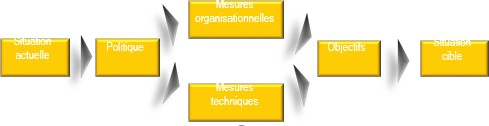 Situation
actuelle
Politique
Mesures
organisationnelles
Mesures
techniques
Objectifs
Situation
cible